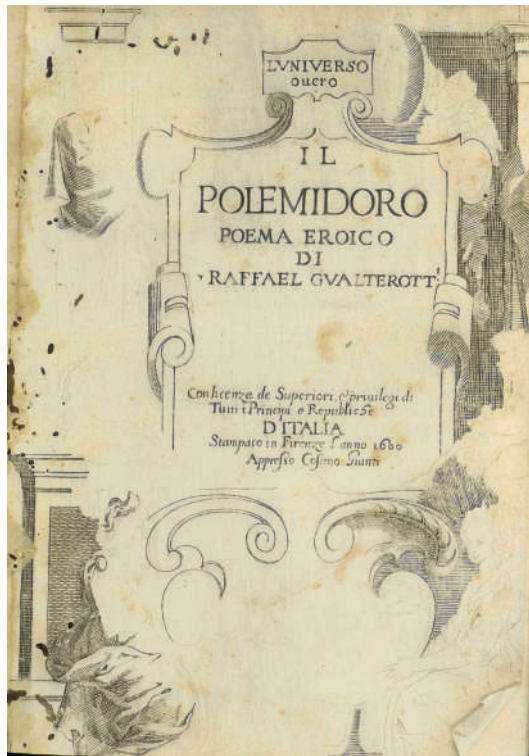 LVNIVERSO
ouero
IL
POLEMIDORO
POEMA EROICO
DI
RAFFAEL GVALTEROTTI
Con licenza de Superiori, e priuilegi di
Tutti i Principi e Republiche
D'ITALIA
Stampato in Firenze l'anno 1600
Appresso Cosimo Giunti